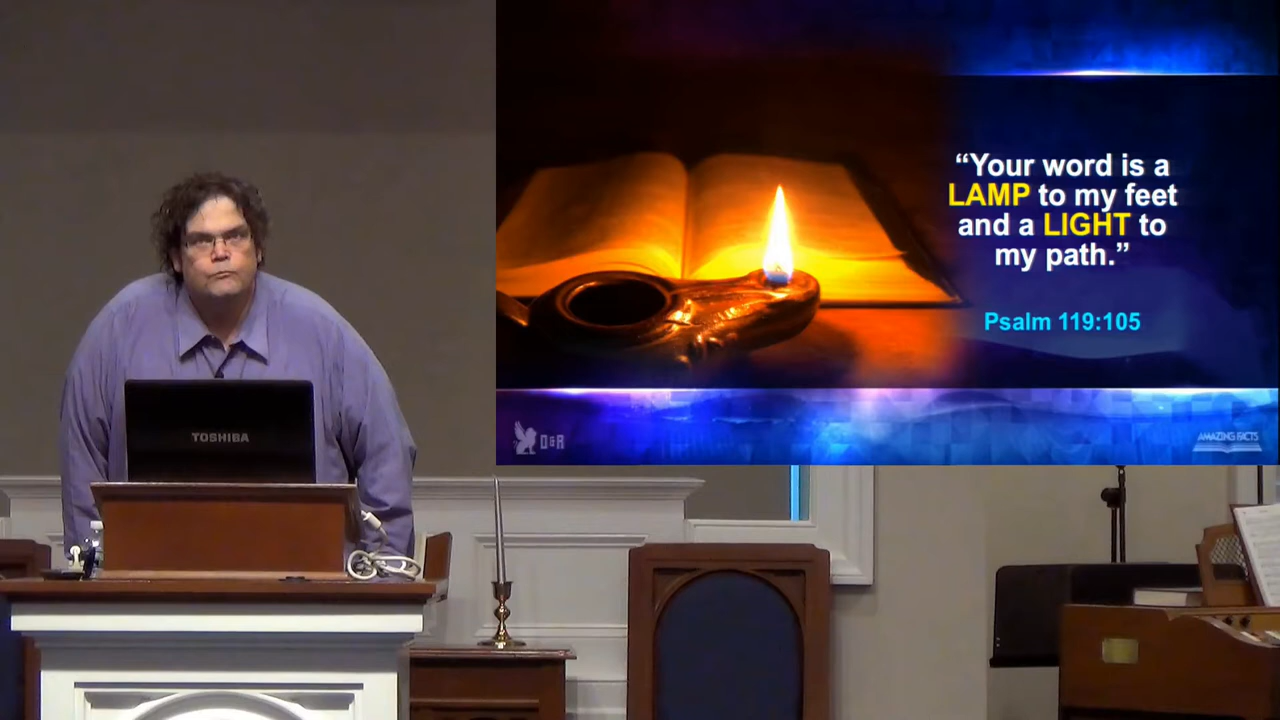 “Your word is a
LAMP to my feet
and a LIGHT to
my path.”
Psalm 119:105
D&R
AMAZING FACTS
TOSHIBA